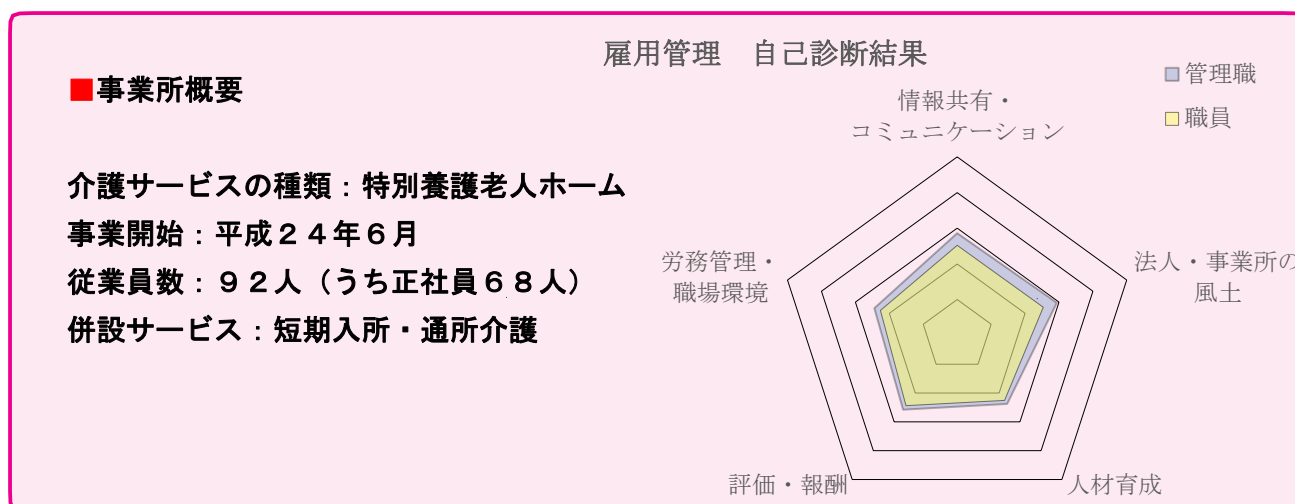 ■事業所概要
介護サービスの種類：特別養護老人ホーム
事業開始：平成２４年６月
従業員数：９２人（うち正社員６８人）
併設サービス：短期入所・通所介護
雇用管理　自己診断結果
管理職
職員
情報共有・
コミュニケーション
法人・事業所の
風土
人材育成
評価・報酬
労務管理・
職場環境